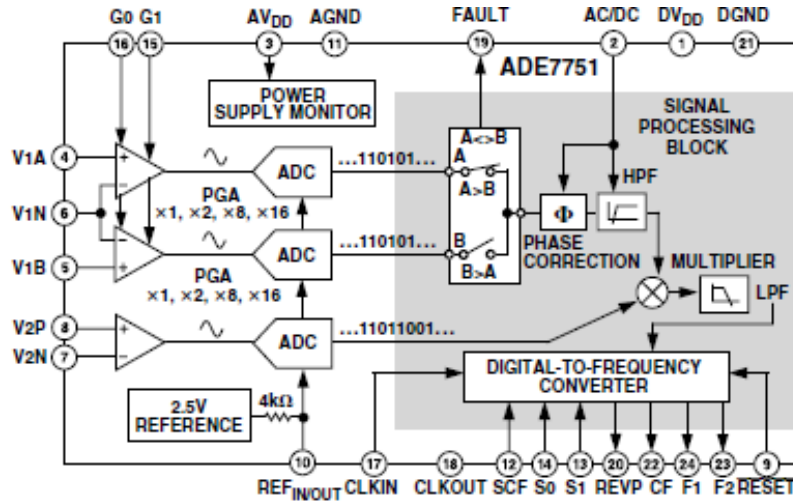 G0 G1 AVDD AGND FAULT AC/DC DVDD DGND
16 15 3 11 19 2 1 21
ADE7751
POWER
SUPPLY MONITOR
SIGNAL
PROCESSING
BLOCK
A<>B
A
A>B
B
B>A
V1A 4 + ADC ...110101...
HPF
PGA
×1, ×2, ×8, ×16
V1N 6 − −
Φ
PHASE
CORRECTION
V1B 5 + ADC ...110101...
PGA
×1, ×2, ×8, ×16
MULTIPLIER
LPF
V2P 8 + ADC ...11011001...
V2N 7 −
DIGITAL-TO-FREQUENCY
CONVERTER
2.5V
REFERENCE
4kΩ
10 17 18 12 14 13 20 22 24 23 9
REFIN/OUT CLKIN CLKOUT SCF S0 S1 REVP CF F1 F2 RESET